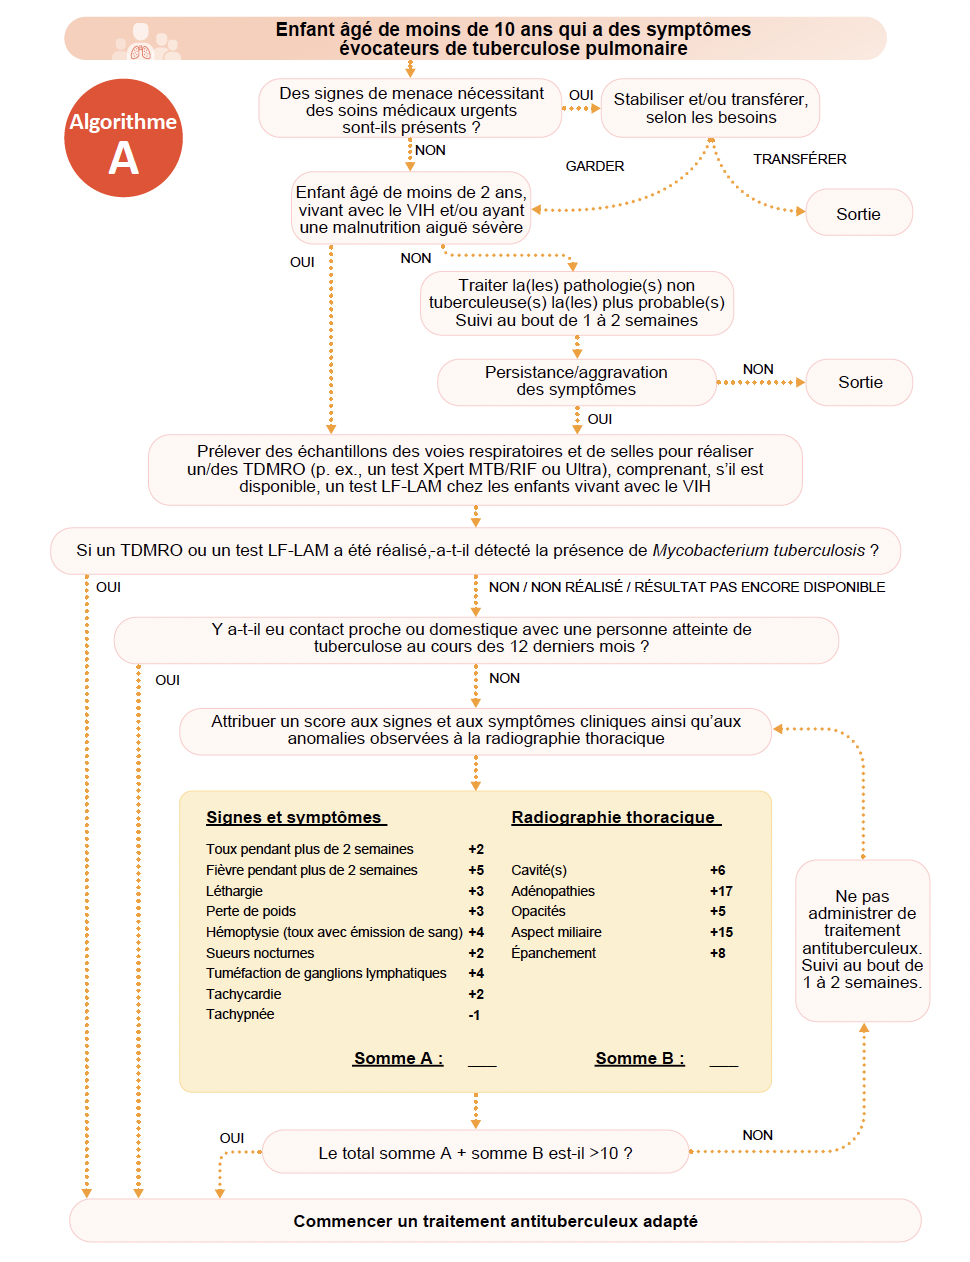 Enfant âgé de moins de 10 ans qui a des symptômes
évocateurs de tuberculose pulmonaire
Algorithme
A
Des signes de menace nécessitant
des soins médicaux urgents
sont-ils présents ?
OUI
Stabiliser et/ou transférer,
selon les besoins
NON
GARDER
TRANSFÉRER
Enfant âgé de moins de 2 ans,
vivant avec le VIH et/ou ayant
une malnutrition aiguë sévère
Sortie
OUI
NON
Traiter la(les) pathologie(s) non
tuberculeuse(s) la(les) plus probable(s)
Suivi au bout de 1 à 2 semaines
Persistance/aggravation
des symptômes
NON
Sortie
OUI
Prélever des échantillons des voies respiratoires et de selles pour réaliser
un/des TDMRO (p. ex., un test Xpert MTB/RIF ou Ultra), comprenant, s’il est
disponible, un test LF-LAM chez les enfants vivant avec le VIH
Si un TDMRO ou un test LF-LAM a été réalisé,-a-t-il détecté la présence de Mycobacterium tuberculosis ?
OUI
NON / NON RÉALISÉ / RÉSULTAT PAS ENCORE DISPONIBLE
Y a-t-il eu contact proche ou domestique avec une personne atteinte de
tuberculose au cours des 12 derniers mois ?
OUI
NON
Attribuer un score aux signes et aux symptômes cliniques ainsi qu’aux
anomalies observées à la radiographie thoracique
Signes et symptômes
Toux pendant plus de 2 semaines +2
Fièvre pendant plus de 2 semaines +5
Léthargie +3
Perte de poids +3
Hémoptysie (toux avec émission de sang) +4
Sueurs nocturnes +2
Tuméfaction de ganglions lymphatiques +4
Tachycardie +2
Tachypnée -1
Somme A : ___
Radiographie thoracique
Cavité(s) +6
Adénopathies +17
Opacités +5
Aspect miliaire +15
Épanchement +8
Somme B : ___
Ne pas
administrer de
traitement
antituberculeux.
Suivi au bout de
1 à 2 semaines.
OUI
Le total somme A + somme B est-il >10 ?
NON
Commencer un traitement antituberculeux adapté